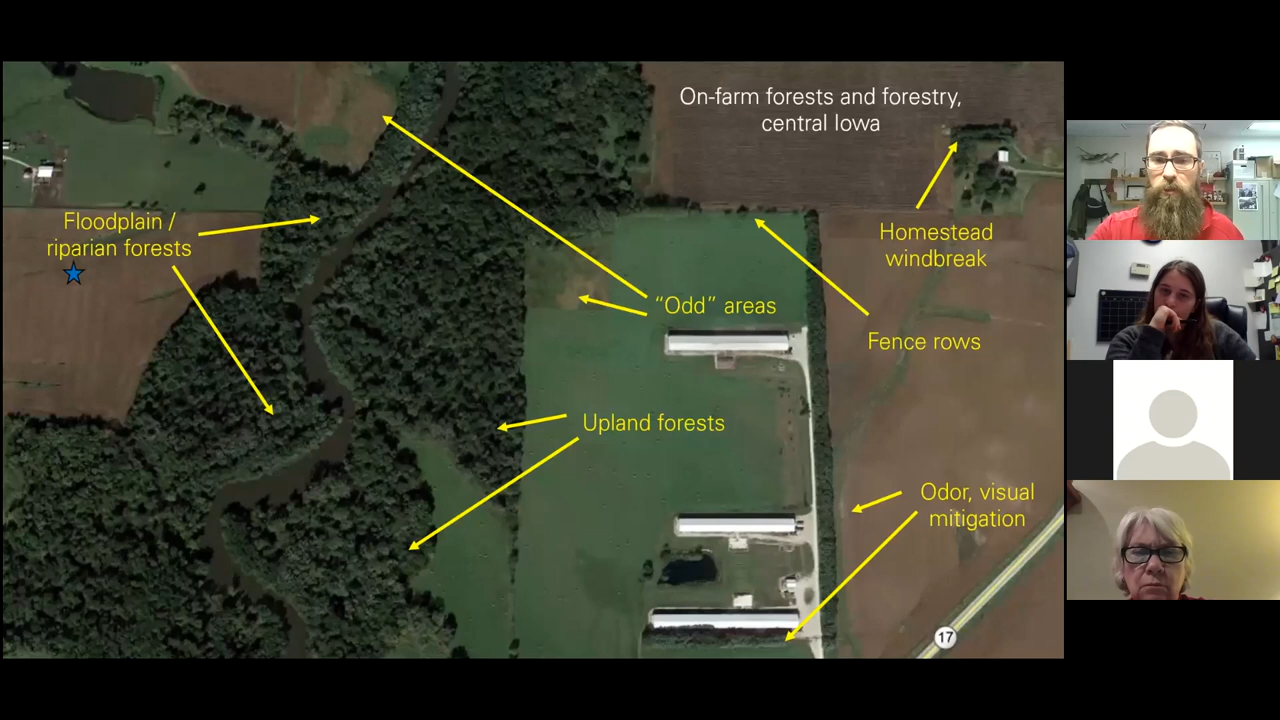 On-farm forests and forestry,
central Iowa
Floodplain /
riparian forests
Homestead
windbreak
"Odd" areas
Fence rows
Upland forests
Odor, visual
mitigation
17